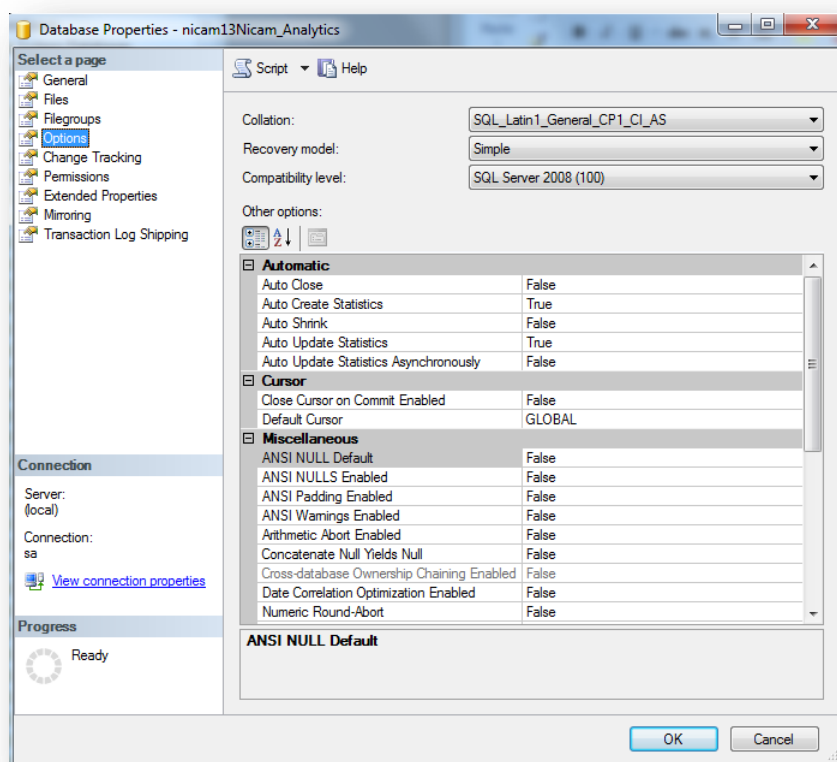 Database Properties - nicam13Nicam_Analytics
Select a page
General
Files
Filegroups
Options
Change Tracking
Permissions
Extended Properties
Mirroring
Transaction Log Shipping
Connection
Server:
(local)
Connection:
sa
View connection properties
Progress
Ready
Script Help
Collation: SQL_Latin1_General_CP1_CI_AS
Recovery model: Simple
Compatibility level: SQL Server 2008 (100)
Other options:
Automatic
Auto Close False
Auto Create Statistics True
Auto Shrink False
Auto Update Statistics True
Auto Update Statistics Asynchronously False
Cursor
Close Cursor on Commit Enabled False
Default Cursor GLOBAL
Miscellaneous
ANSI NULL Default False
ANSI NULLS Enabled False
ANSI Padding Enabled False
ANSI Warnings Enabled False
Arithmetic Abort Enabled False
Concatenate Null Yields Null False
Cross-database Ownership Chaining Enabled False
Date Correlation Optimization Enabled False
Numeric Round-Abort False
ANSI NULL Default
OK Cancel